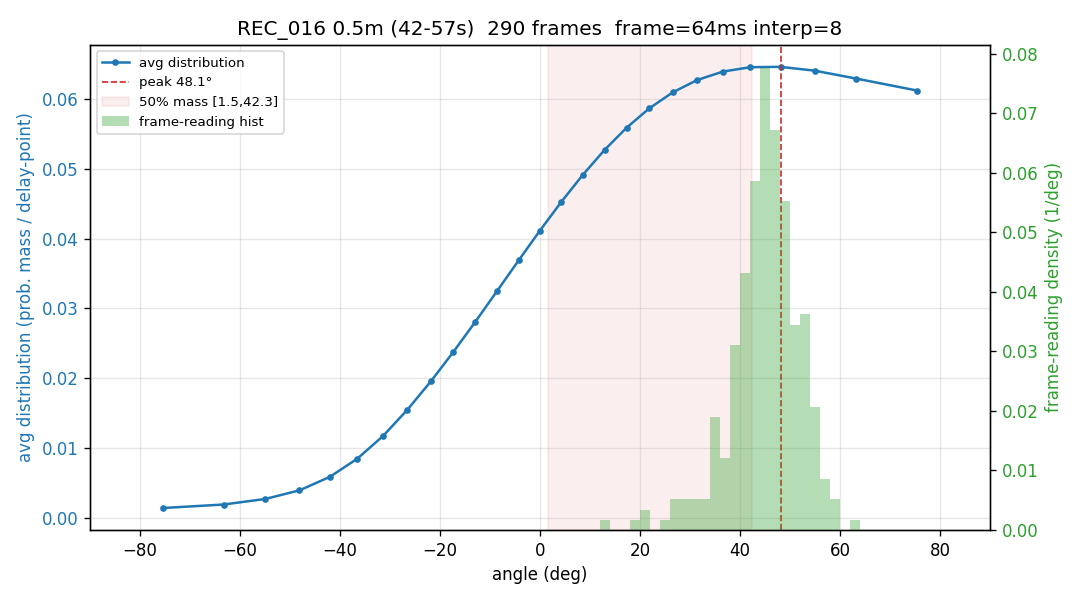 REC_016 0.5m (42-57s)  290 frames  frame=64ms interp=8
avg distribution
peak 48.1°
50% mass [1.5,42.3]
frame-reading hist
avg distribution (prob. mass / delay-point)
0.06
0.05
0.04
0.03
0.02
0.01
0.00
0.08
0.07
0.06
0.05
0.04
0.03
0.02
0.01
0.00
frame-reading density (1/deg)
−80 −60 −40 −20 0 20 40 60 80
angle (deg)